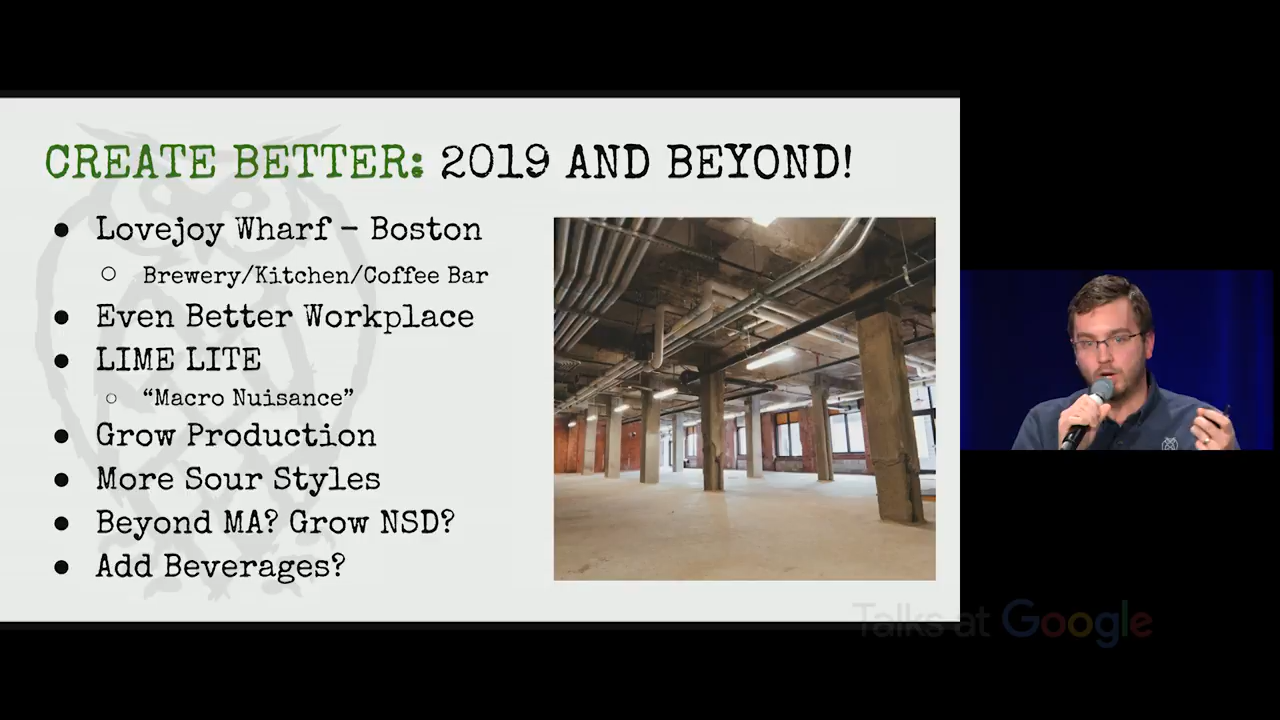 CREATE BETTER: 2019 AND BEYOND!
Lovejoy Wharf - Boston
Brewery/Kitchen/Coffee Bar
Even Better Workplace
LIME LITE
"Macro Nuisance"
Grow Production
More Sour Styles
Beyond MA? Grow NSD?
Add Beverages?
Talks at Google